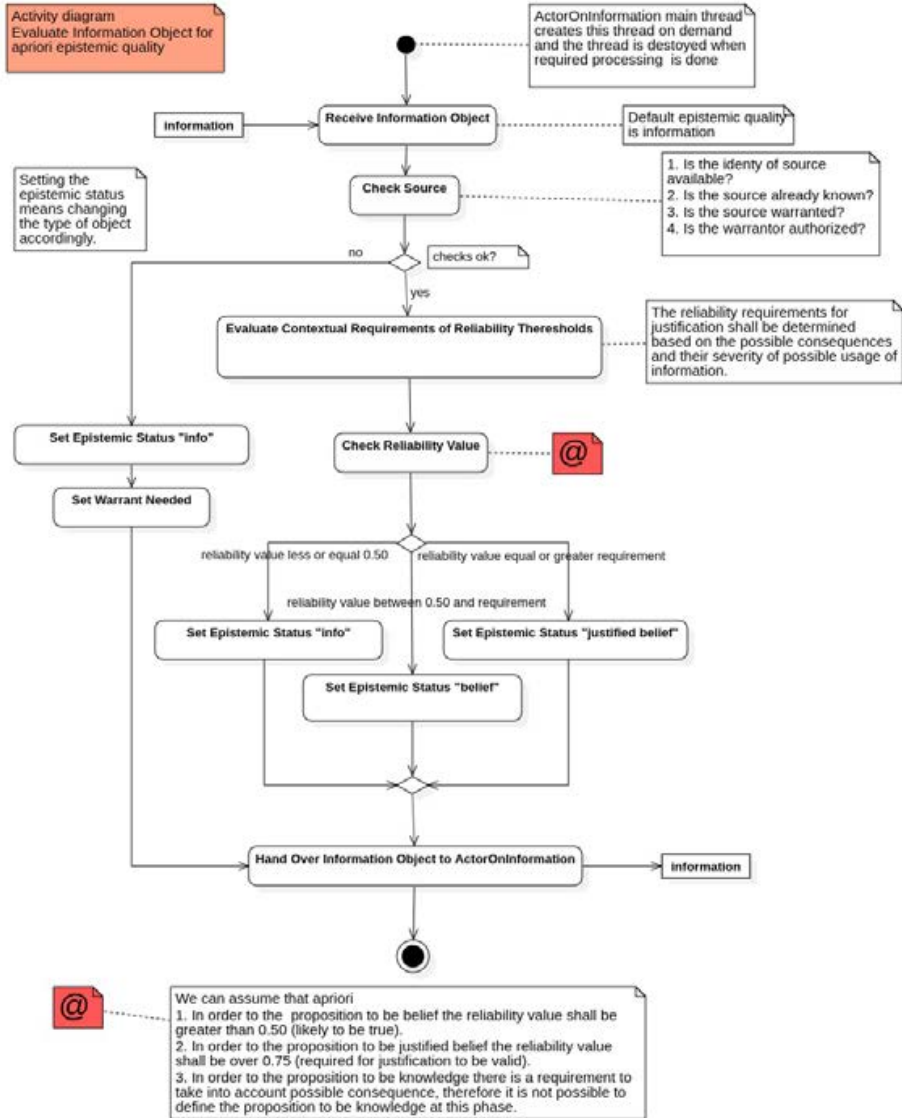 Activity diagram
Evaluate Information Object for
apriori epistemic quality
ActorOnInformation main thread
creates this thread on demand
and the thread is destoyed when
required processing is done
information
Receive Information Object
Default epistemic quality
is information
Setting the
epistemic status
means changing
the type of object
accordingly.
Check Source
1. Is the identy of source
available?
2. Is the source already known?
3. Is the source warranted?
4. Is the warrantor authorized?
no
checks ok?
yes
Evaluate Contextual Requirements of Reliability Theresholds
The reliability requirements for
justification shall be determined
based on the possible consequences
and their severity of possible usage of
information.
Set Epistemic Status "info"
Check Reliability Value
@
Set Warrant Needed
reliability value less or equal 0.50
reliability value equal or greater requirement
reliability value between 0.50 and requirement
Set Epistemic Status "info"
Set Epistemic Status "justified belief"
Set Epistemic Status "belief"
Hand Over Information Object to ActorOnInformation
information
@
We can assume that apriori
1. In order to the proposition to be belief the reliability value shall be
greater than 0.50 (likely to be true).
2. In order to the proposition to be justified belief the reliability value
shall be over 0.75 (required for justification to be valid).
3. In order to the proposition to be knowledge there is a requirement to
take into account possible consequence, therefore it is not possible to
define the proposition to be knowledge at this phase.